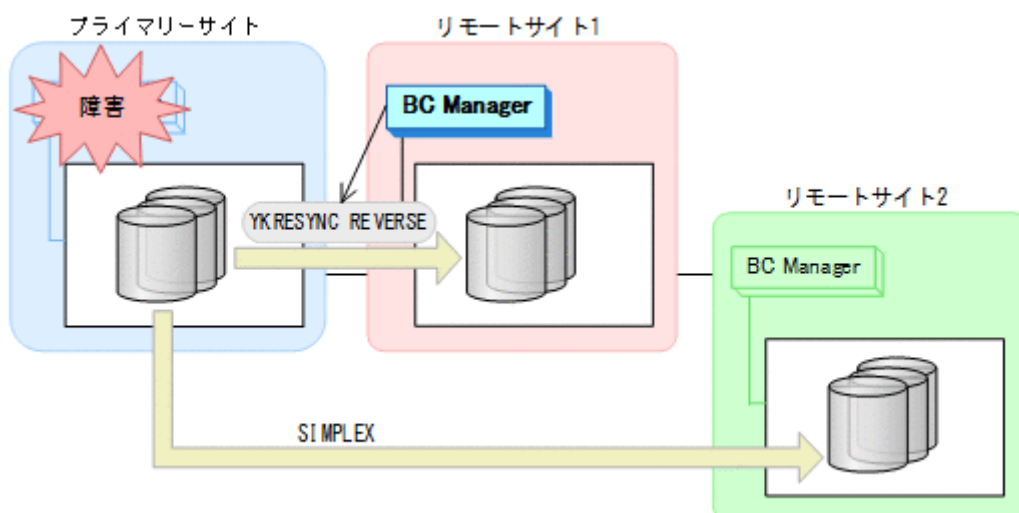 プライマリーサイト
リモートサイト1
障害
BC Manager
リモートサイト2
YKRESYNC REVERSE
BC Manager
SIMPLEX